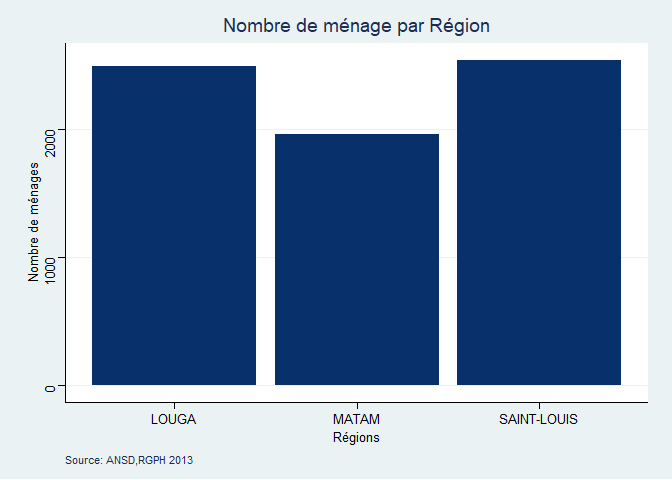 Nombre de ménage par Région
Nombre de ménages
2000
1000
0
LOUGA
MATAM
SAINT-LOUIS
Régions
Source: ANSD,RGPH 2013